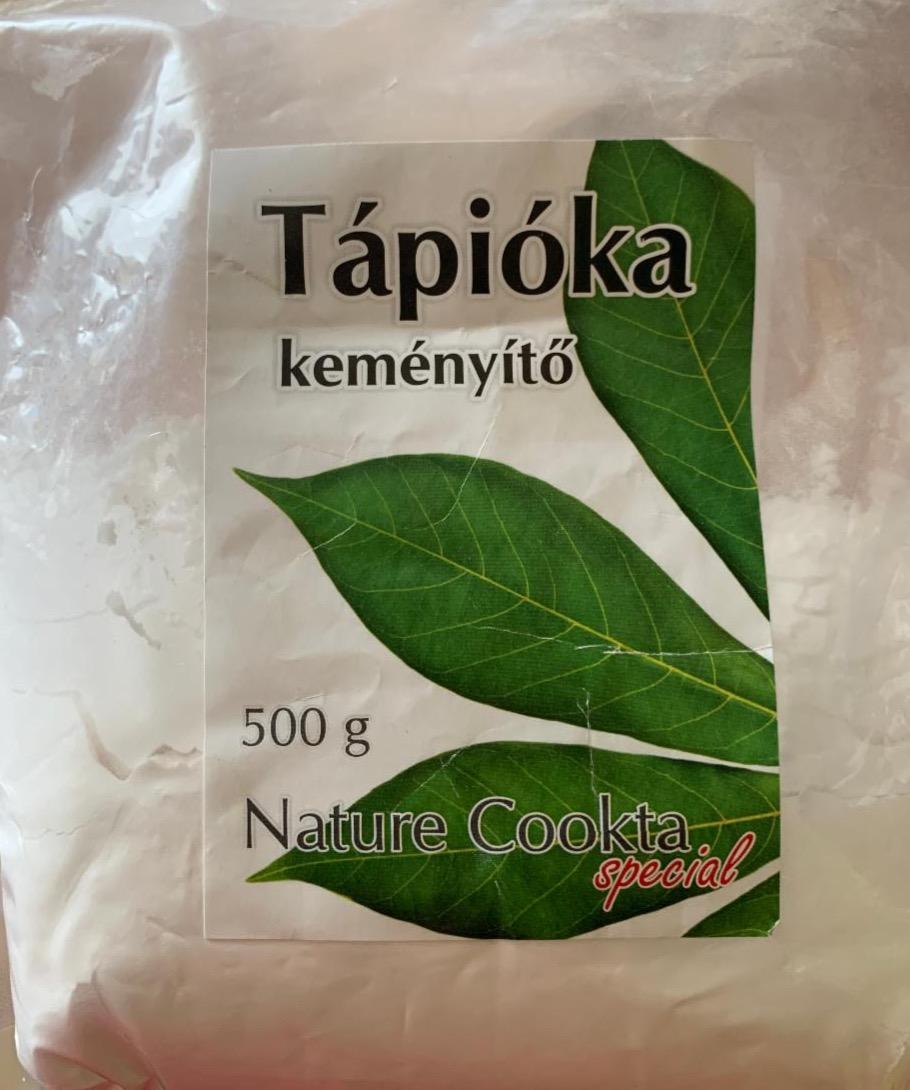 Tápióka
keményítő
500 g
Nature Cookta
special